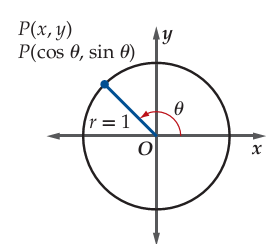 P(x, y)
P(cos θ, sin θ)
y
θ
r = 1
O
x